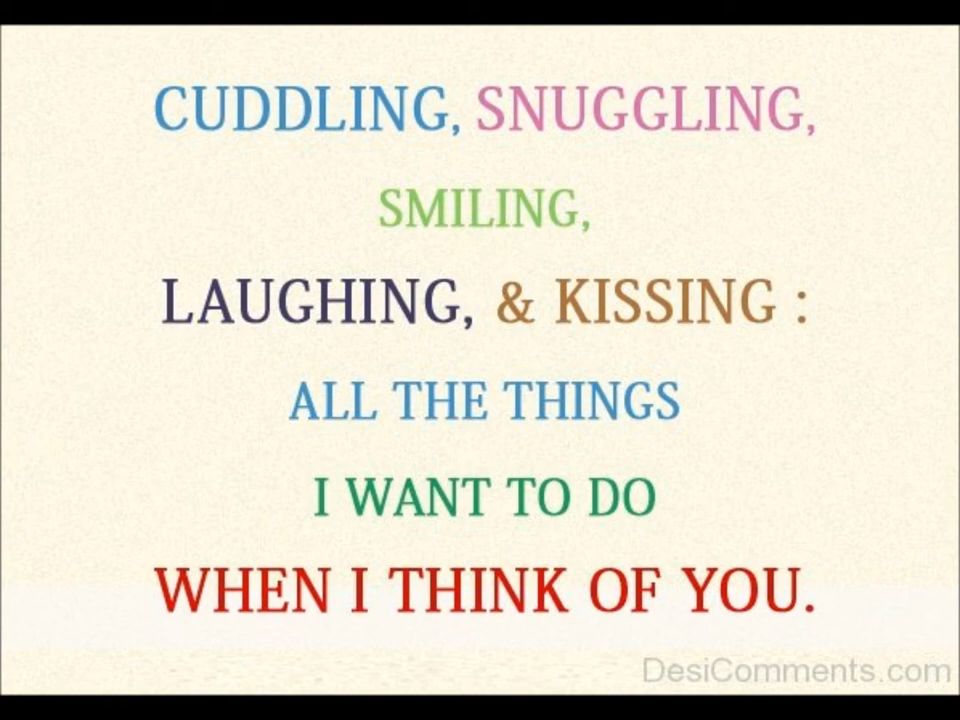 CUDDLING, SNUGGLING,
SMILING,
LAUGHING, & KISSING :
ALL THE THINGS
I WANT TO DO
WHEN I THINK OF YOU.
DesiComments.com